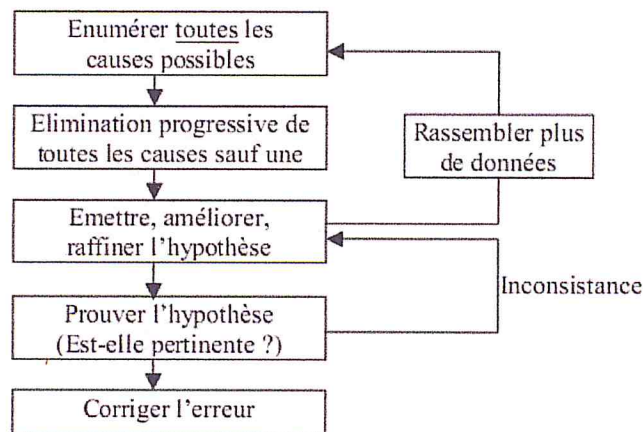 Enumérer toutes les
causes possibles
Elimination progressive de
toutes les causes sauf une
Rassembler plus
de données
Emettre, améliorer,
raffiner l'hypothèse
Inconsistance
Prouver l'hypothèse
(Est-elle pertinente ?)
Corriger l'erreur